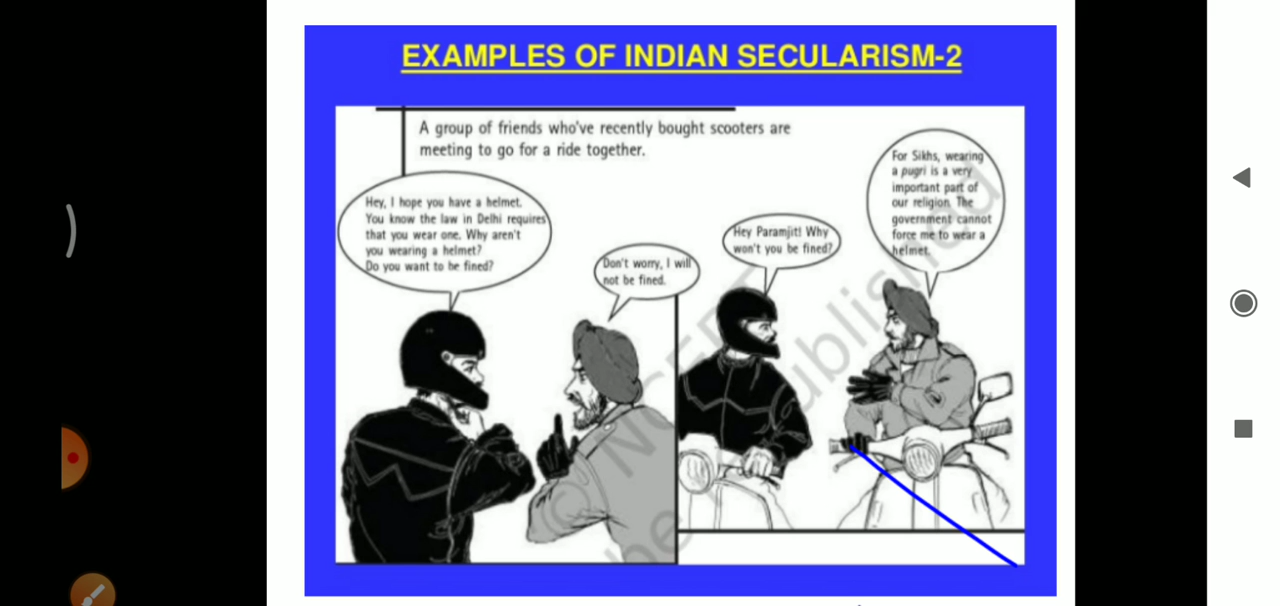 EXAMPLES OF INDIAN SECULARISM-2
A group of friends who've recently bought scooters are
meeting to go for a ride together.
Hey, I hope you have a helmet.
You know the law in Delhi requires
that you wear one. Why aren't
you wearing a helmet?
Do you want to be fined?
Don't worry, I will
not be fined.
Hey Paramjit! Why
won't you be fined?
For Sikhs, wearing
a pugri is a very
important part of
our religion. The
government cannot
force me to wear a
helmet.
© NCERT
be published